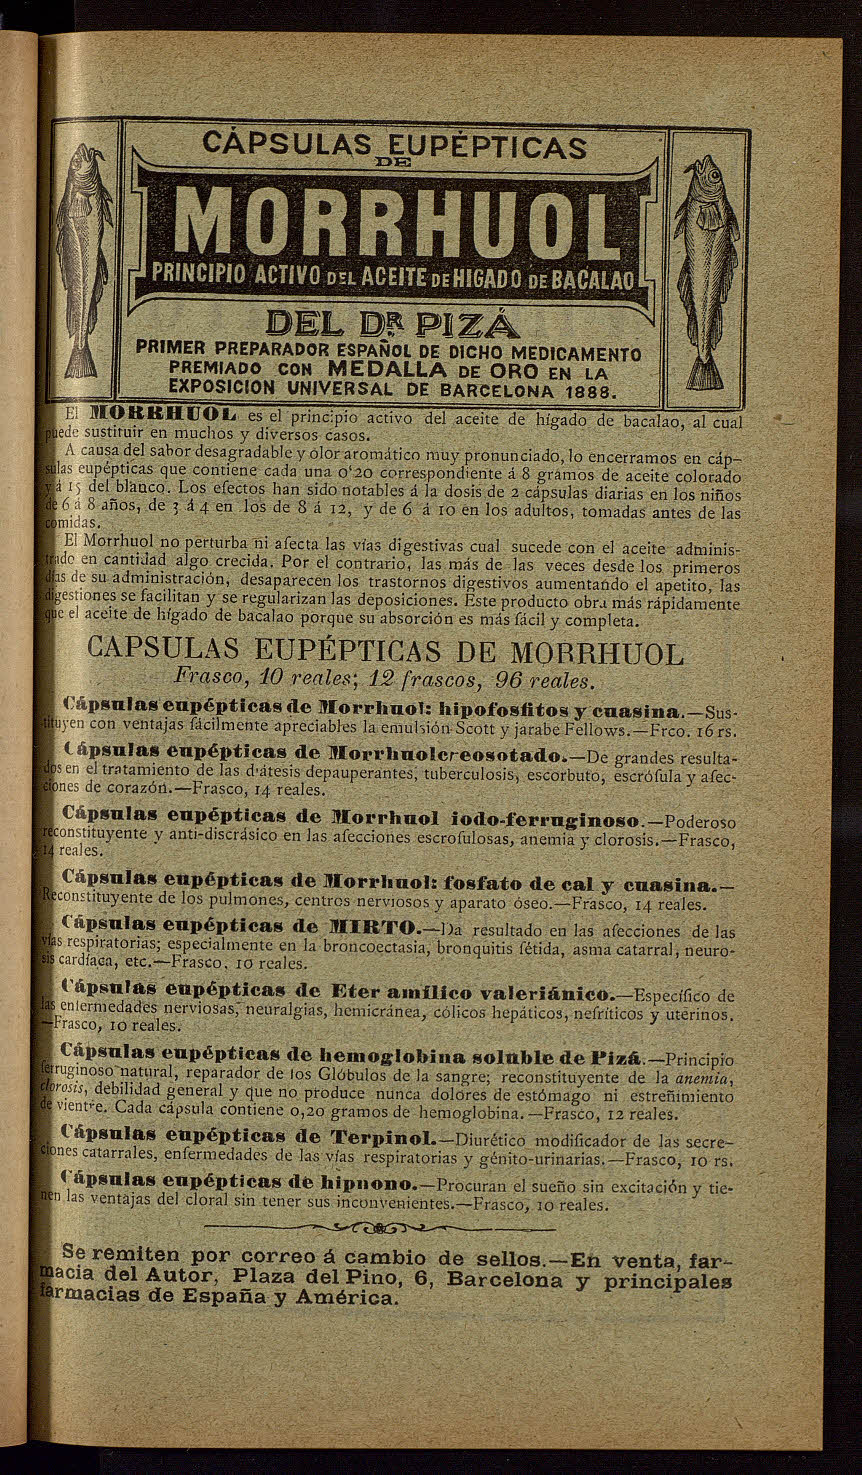 CÁPSULAS EUPÉPTICAS
DE
MORRHUOL
PRINCIPIO ACTIVO DEL ACEITE DE HIGADO DE BACALAO
DEL DR. PIZÁ
PRIMER PREPARADOR ESPAÑOL DE DICHO MEDICAMENTO
PREMIADO CON MEDALLA DE ORO EN LA
EXPOSICION UNIVERSAL DE BARCELONA 1888.
El MORRHUOL es el principio activo del aceite de hígado de bacalao, al cual
puede sustituir en muchos y diversos casos.
A causa del sabor desagradable y olor aromático muy pronunciado, lo encerramos en cáp-
sulas eupépticas que contiene cada una 0'20 correspondiente á 8 gramos de aceite colorado
y á 15 del blanco. Los efectos han sido notables á la dosis de 2 cápsulas diarias en los niños
de 6 á 8 años, de 3 á 4 en los de 8 á 12, y de 6 á 10 en los adultos, tomadas antes de las
comidas.
El Morrhuol no perturba ni afecta las vías digestivas cual sucede con el aceite adminis-
trado en cantidad algo crecida. Por el contrario, las más de las veces desde los primeros
días de su administración, desaparecen los trastornos digestivos aumentando el apetito, las
digestiones se facilitan y se regularizan las deposiciones. Este producto obra más rápidamente
que el aceite de hígado de bacalao porque su absorción es más fácil y completa.
CAPSULAS EUPÉPTICAS DE MORRHUOL
Frasco, 10 reales; 12 frascos, 96 reales.
Cápsulas eupépticas de Morrhuol: hipofosfitos y cuasina.—Sus-
tituyen con ventajas fácilmente apreciables la emulsión Scott y jarabe Fellows.—Frco. 16 rs.
Cápsulas eupépticas de Morrhuolcreosotado.—De grandes resulta-
dos en el tratamiento de las diátesis depauperantes, tuberculosis, escorbuto, escrófula y afec-
ciones de corazón.—Frasco, 14 reales.
Cápsulas eupépticas de Morrhuol iodo-ferruginoso.—Poderoso
reconstituyente y anti-discrásico en las afecciones escrofulosas, anemia y clorosis.—Frasco,
14 reales.
Cápsulas eupépticas de Morrhuol: fosfato de cal y cuasina.—
Reconstituyente de los pulmones, centros nerviosos y aparato óseo.—Frasco, 14 reales.
Cápsulas eupépticas de MIRTO.—Da resultado en las afecciones de las
vías respiratorias; especialmente en la broncoectasia, bronquitis fétida, asma catarral, neuro-
sis cardíaca, etc.—Frasco, 10 reales.
Cápsulas eupépticas de Eter amílico valeriánico.—Específico de
las enfermedades nerviosas, neuralgias, hemicránea, cólicos hepáticos, nefríticos y uterinos.
—Frasco, 10 reales.
Cápsulas eupépticas de hemoglobina soluble de Pizá.—Principio
ferruginoso natural, reparador de los Glóbulos de la sangre; reconstituyente de la anemia,
clorosis, debilidad general y que no produce nunca dolores de estómago ni estreñimiento
de vientre. Cada cápsula contiene 0,20 gramos de hemoglobina.—Frasco, 12 reales.
Cápsulas eupépticas de Terpinol.—Diurético modificador de las secre-
ciones catarrales, enfermedades de las vías respiratorias y génito-urinarias.—Frasco, 10 rs.
Cápsulas eupépticas de hipnono.—Procuran el sueño sin excitación y tie-
nen las ventajas del cloral sin tener sus inconvenientes.—Frasco, 10 reales.
Se remiten por correo á cambio de sellos.—En venta, far-
macia del Autor, Plaza del Pino, 6, Barcelona y principales
farmacias de España y América.